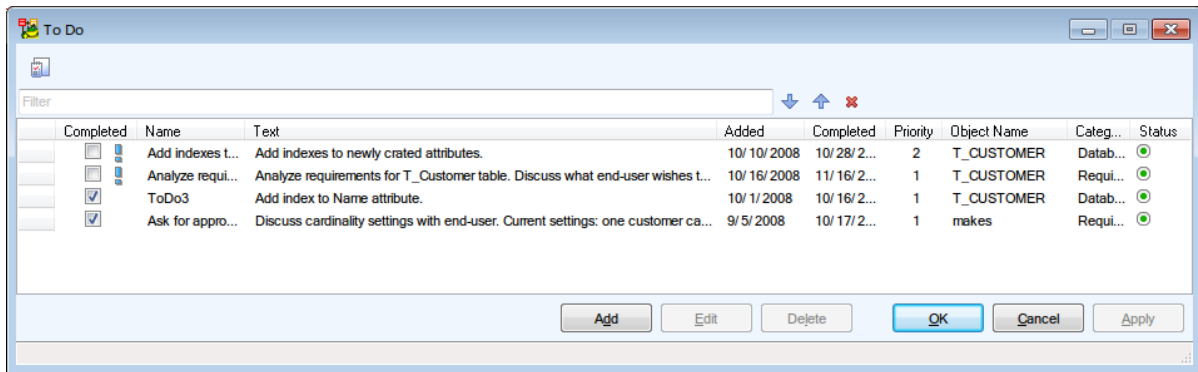 To Do
Filter
Completed Name Text Added Completed Priority Object Name Categ... Status
Add indexes t... Add indexes to newly crated attributes. 10/10/2008 10/28/2... 2 T_CUSTOMER Datab...
Analyze requi... Analyze requirements for T_Customer table. Discuss what end-user wishes t... 10/16/2008 11/16/2... 1 T_CUSTOMER Requi...
ToDo3 Add index to Name attribute. 10/1/2008 10/16/2... 1 T_CUSTOMER Datab...
Ask for appro... Discuss cardinality settings with end-user. Current settings: one customer ca... 9/5/2008 10/17/2... 1 makes Requi...
Add Edit Delete OK Cancel Apply